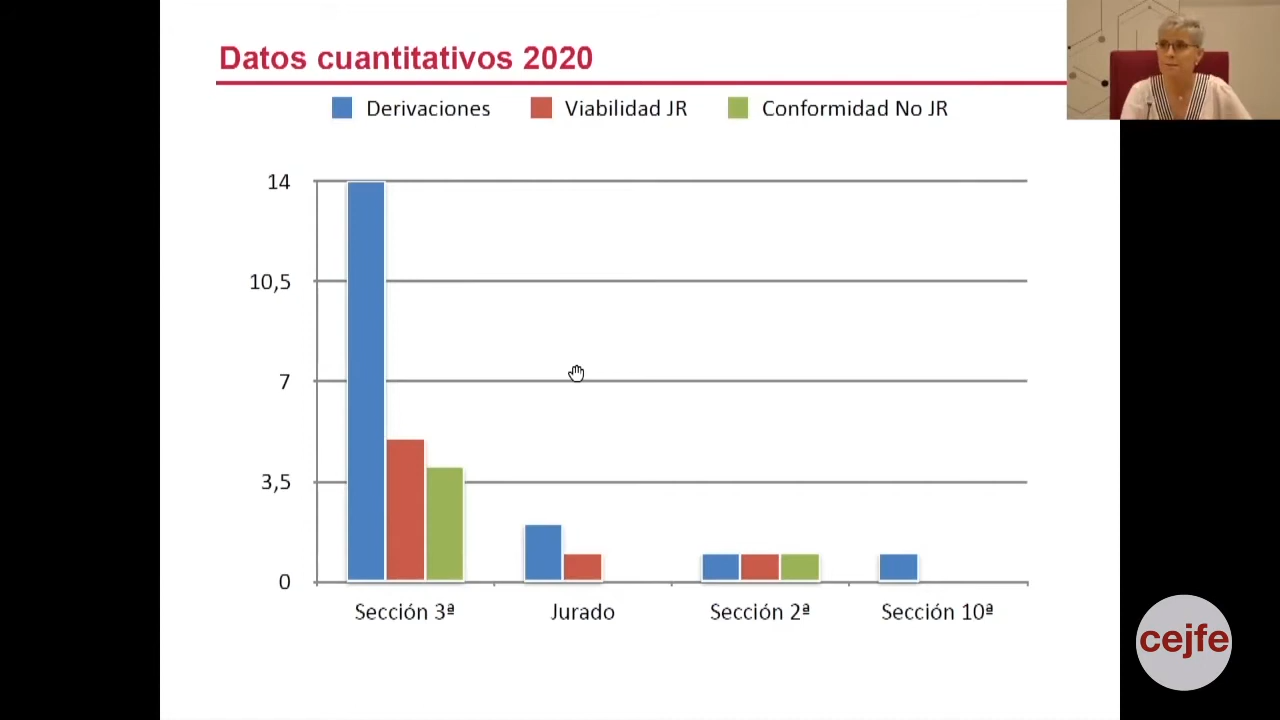 Datos cuantitativos 2020
Derivaciones Viabilidad JR Conformidad No JR
14
10,5
7
3,5
0
Sección 3ª Jurado Sección 2ª Sección 10ª
cejfe